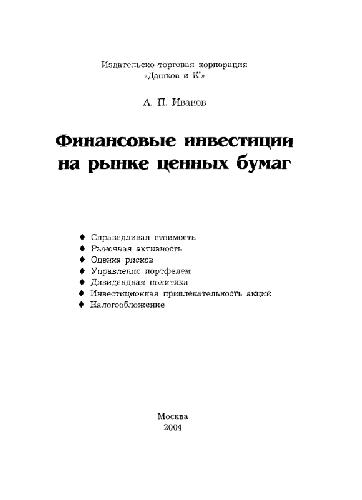 Издательско-торговая корпорация
«Дашков и К°»
А. П. Иванов
Финансовые инвестиции
на рынке ценных бумаг
♦ Справедливая стоимость
♦ Рыночная активность
♦ Оценка рисков
♦ Управление портфелем
♦ Дивидендная политика
♦ Инвестиционная привлекательность акций
♦ Налогообложение
Москва
2004